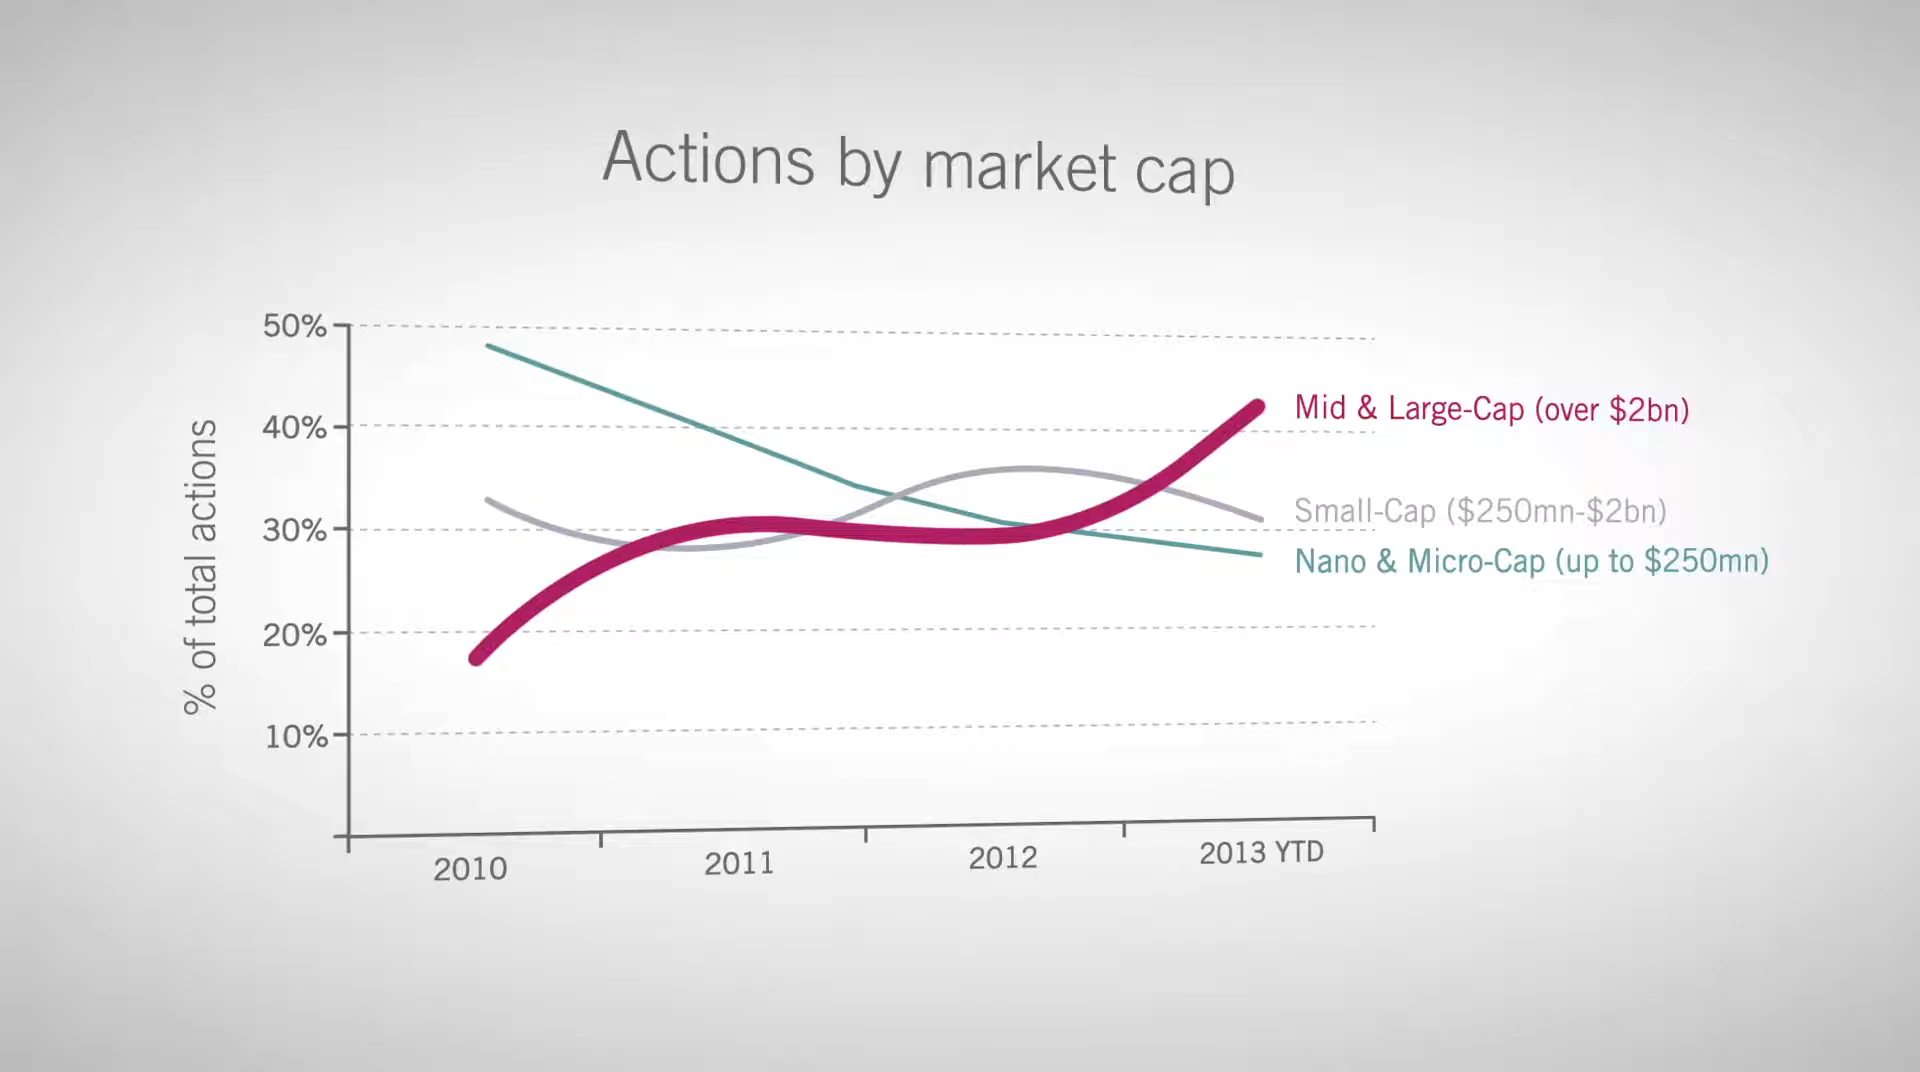 Actions by market cap
50%
40%
30%
20%
10%
% of total actions
Mid & Large-Cap (over $2bn)
Small-Cap ($250mn-$2bn)
Nano & Micro-Cap (up to $250mn)
2010
2011
2012
2013 YTD